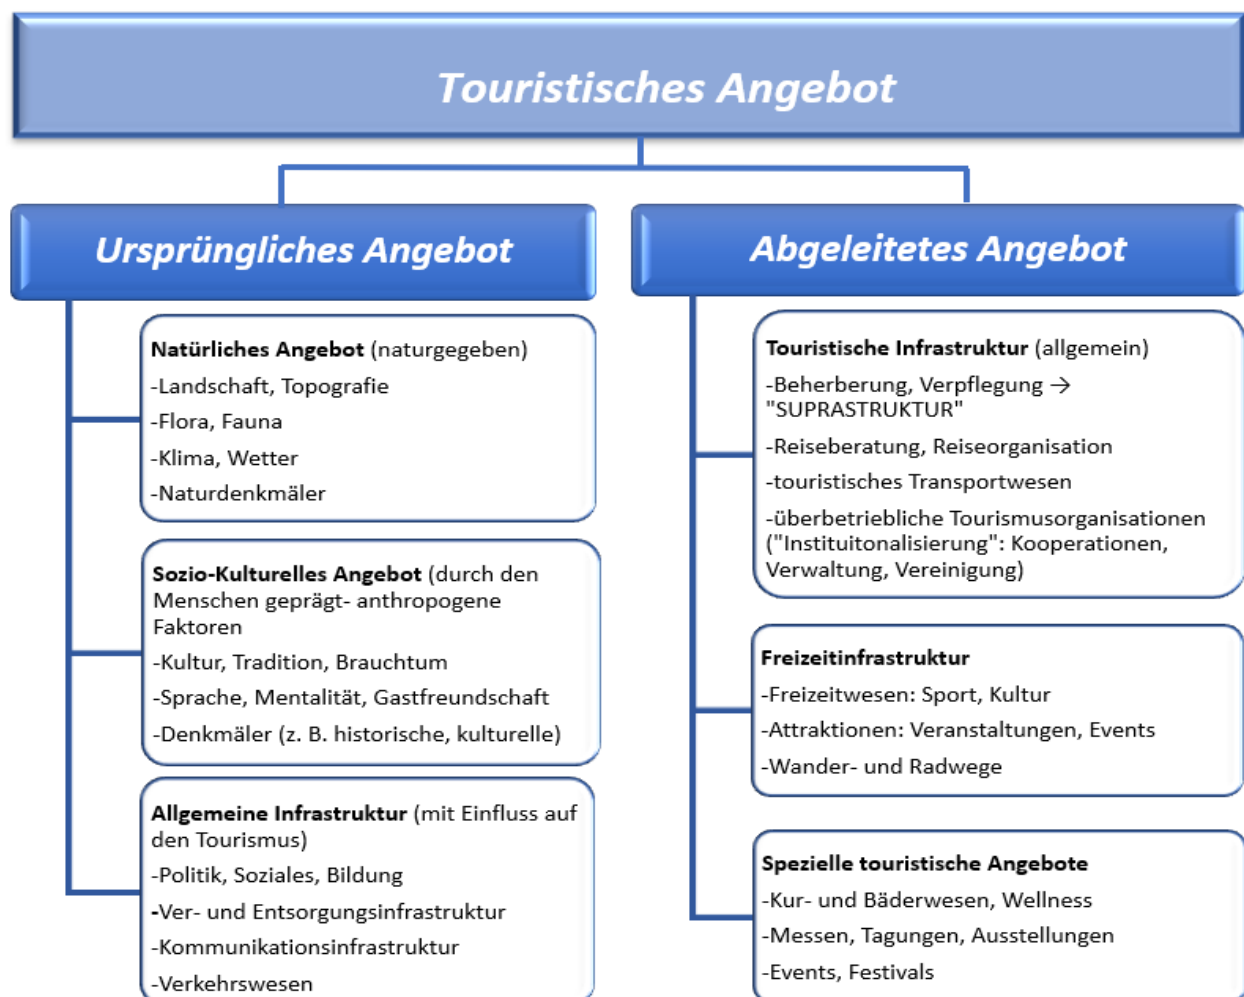 Touristisches Angebot
Ursprüngliches Angebot
Natürliches Angebot (naturgegeben)
-Landschaft, Topografie
-Flora, Fauna
-Klima, Wetter
-Naturdenkmäler
Sozio-Kulturelles Angebot (durch den
Menschen geprägt- anthropogene
Faktoren
-Kultur, Tradition, Brauchtum
-Sprache, Mentalität, Gastfreundschaft
-Denkmäler (z. B. historische, kulturelle)
Allgemeine Infrastruktur (mit Einfluss auf
den Tourismus)
-Politik, Soziales, Bildung
-Ver- und Entsorgungsinfrastruktur
-Kommunikationsinfrastruktur
-Verkehrswesen
Abgeleitetes Angebot
Touristische Infrastruktur (allgemein)
-Beherberung, Verpflegung →
"SUPRASTRUKTUR"
-Reiseberatung, Reiseorganisation
-touristisches Transportwesen
-überbetriebliche Tourismusorganisationen
("Instituitonalisierung": Kooperationen,
Verwaltung, Vereinigung)
Freizeitinfrastruktur
-Freizeitwesen: Sport, Kultur
-Attraktionen: Veranstaltungen, Events
-Wander- und Radwege
Spezielle touristische Angebote
-Kur- und Bäderwesen, Wellness
-Messen, Tagungen, Ausstellungen
-Events, Festivals